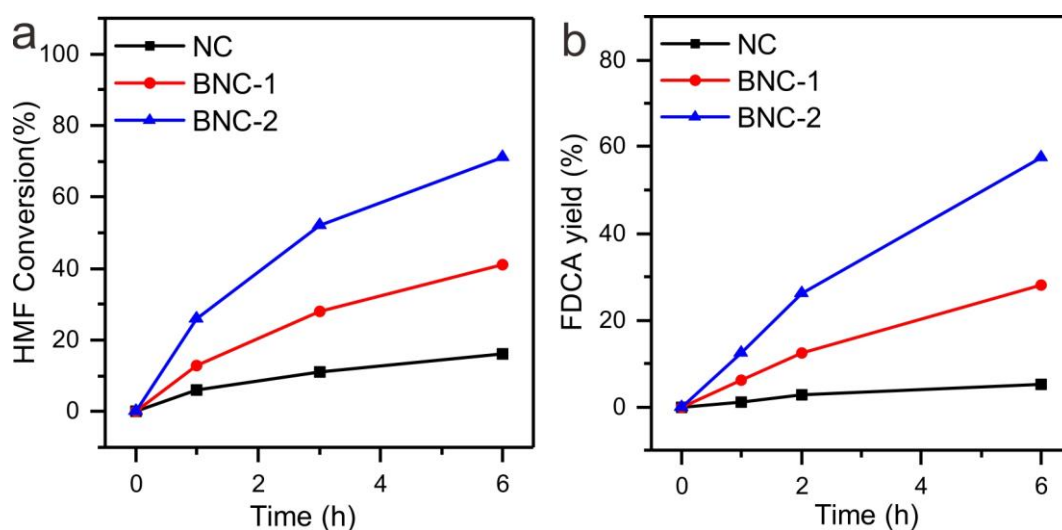 a
NC
BNC-1
BNC-2
HMF Conversion(%)
100
80
60
40
20
0
0 2 4 6
Time (h)
b
NC
BNC-1
BNC-2
FDCA yield (%)
80
60
40
20
0
0 2 4 6
Time (h)